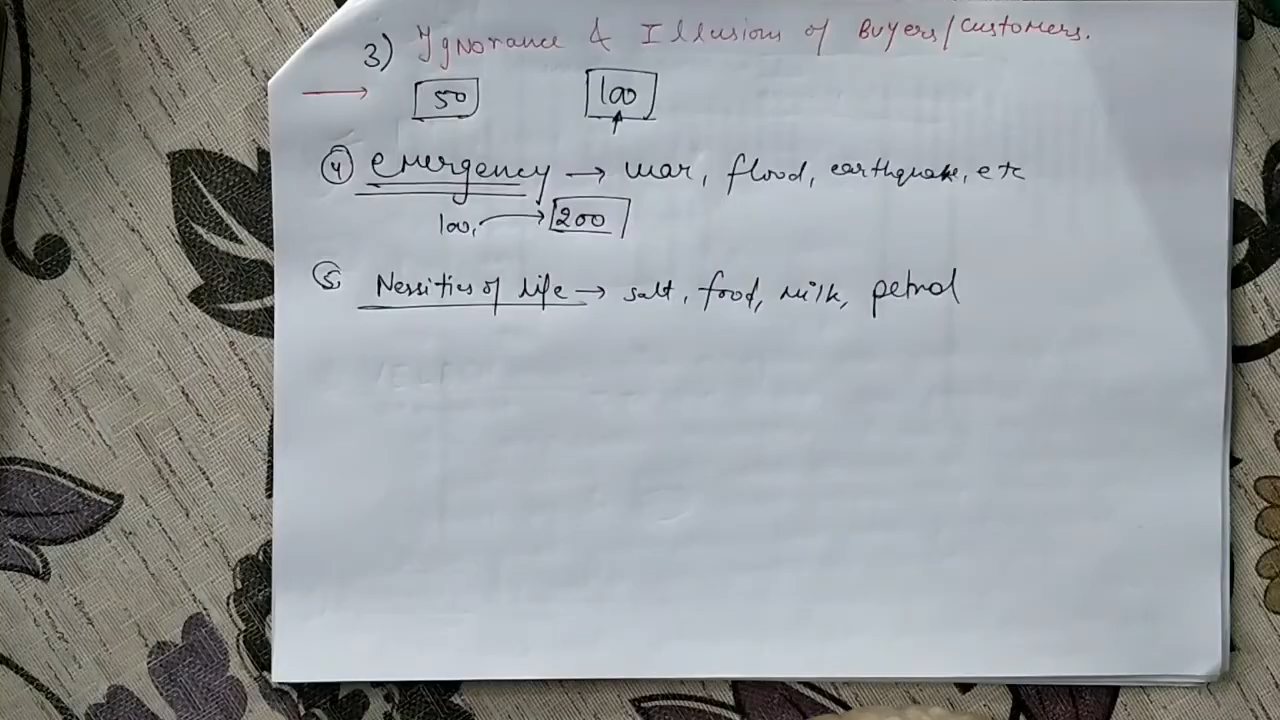 3) Ignorance & Illusions of Buyers/Customers.
→ 50 100
④ emergency → war, flood, earthquake, etc
100, → 200
⑤ Nessities of life → salt, food, milk, petrol